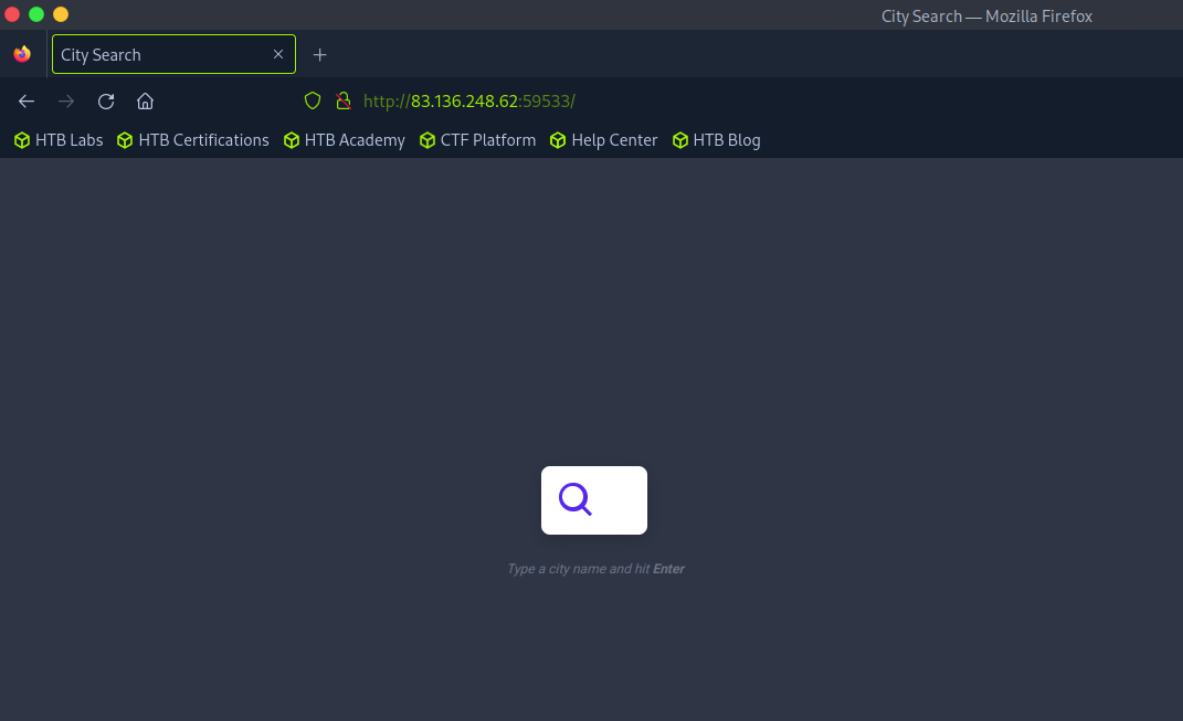 City Search — Mozilla Firefox
City Search
http://83.136.248.62:59533/
HTB Labs HTB Certifications HTB Academy CTF Platform Help Center HTB Blog
Type a city name and hit Enter